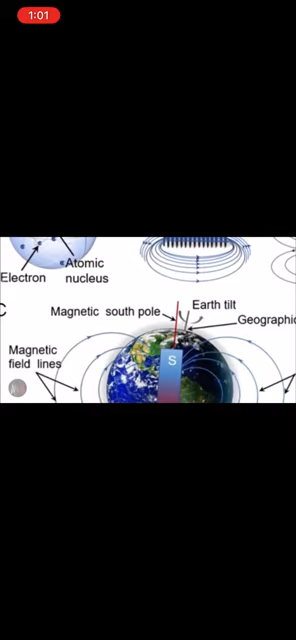 1:01
Atomic
Electron
nucleus
C
Earth tilt
Magnetic south pole
Geographic
Magnetic
field lines
S